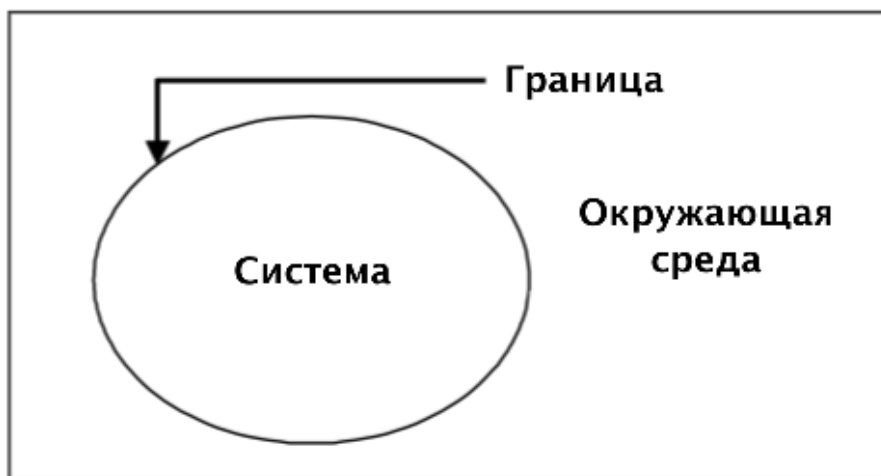 Граница
Окружающая
среда
Система